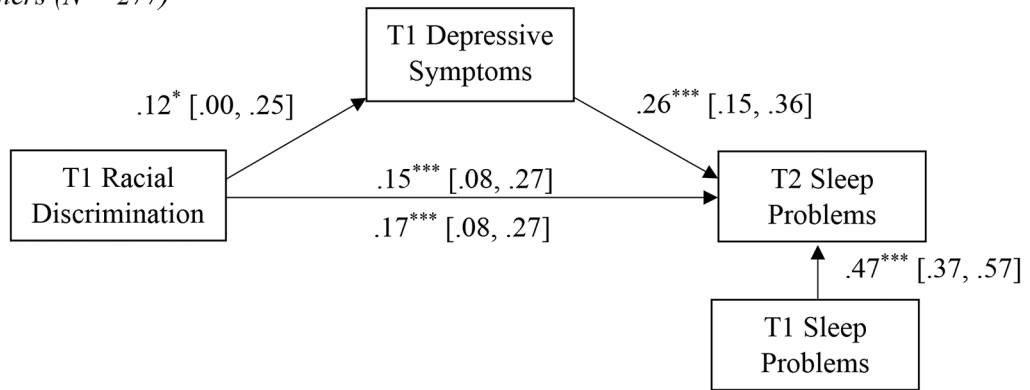 (N = 277)
T1 Depressive
Symptoms
.12* [.00, .25]
.26*** [.15, .36]
T1 Racial
Discrimination
.15*** [.08, .27]
.17*** [.08, .27]
T2 Sleep
Problems
.47*** [.37, .57]
T1 Sleep
Problems